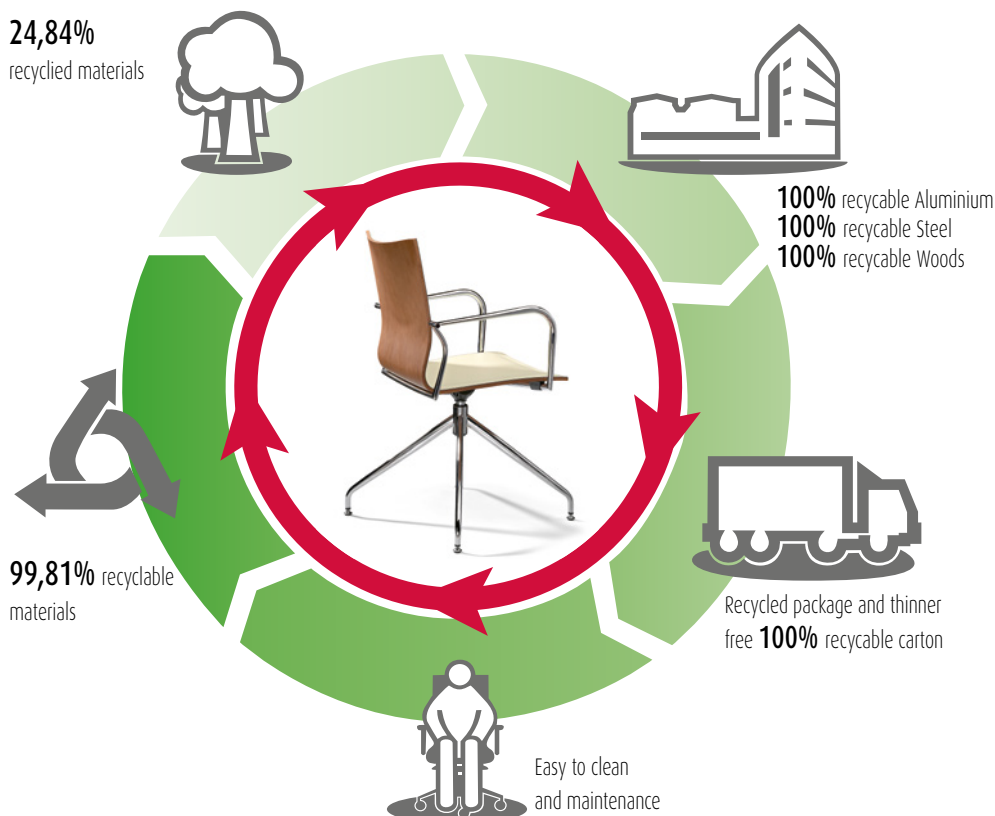 24,84%
recyclied materials
100% recycable Aluminium
100% recycable Steel
100% recycable Woods
Recycled package and thinner
free 100% recycable carton
Easy to clean
and maintenance
99,81% recyclable
materials